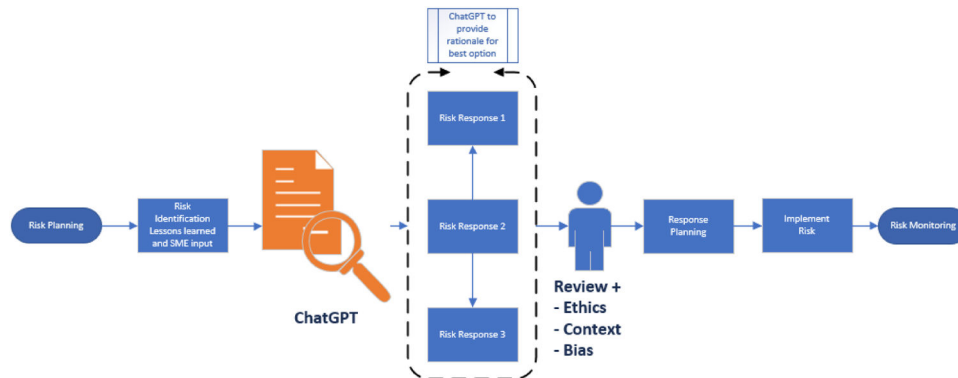 ChatGPT to
provide
rationale for
best option
Risk Response 1
Risk Planning
Risk
Identification
Lessons learned
and SME input
ChatGPT
Risk Response 2
Risk Response 3
Review +
- Ethics
- Context
- Bias
Response
Planning
Implement
Risk
Risk Monitoring